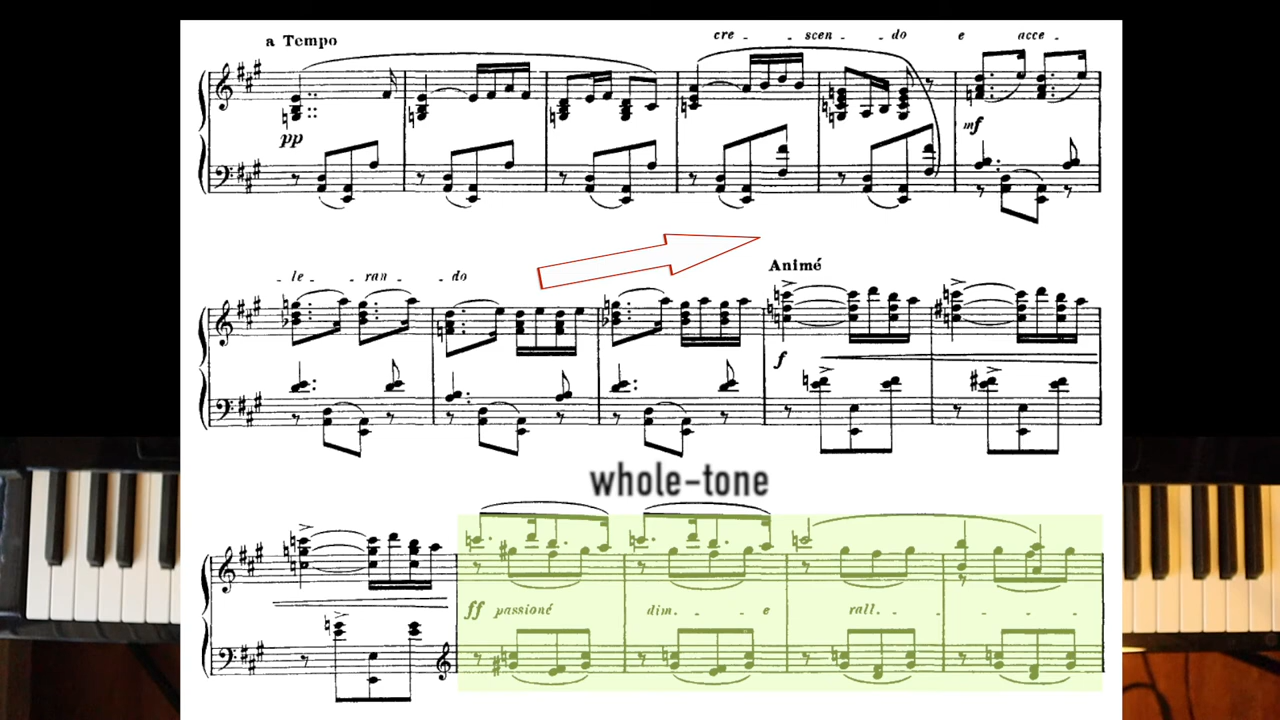 a Tempo
cre - scen - do e acce -
pp
mf
- le - ran - do
Animé
f
whole-tone
ff passioné dim. - e rall. - - - - -